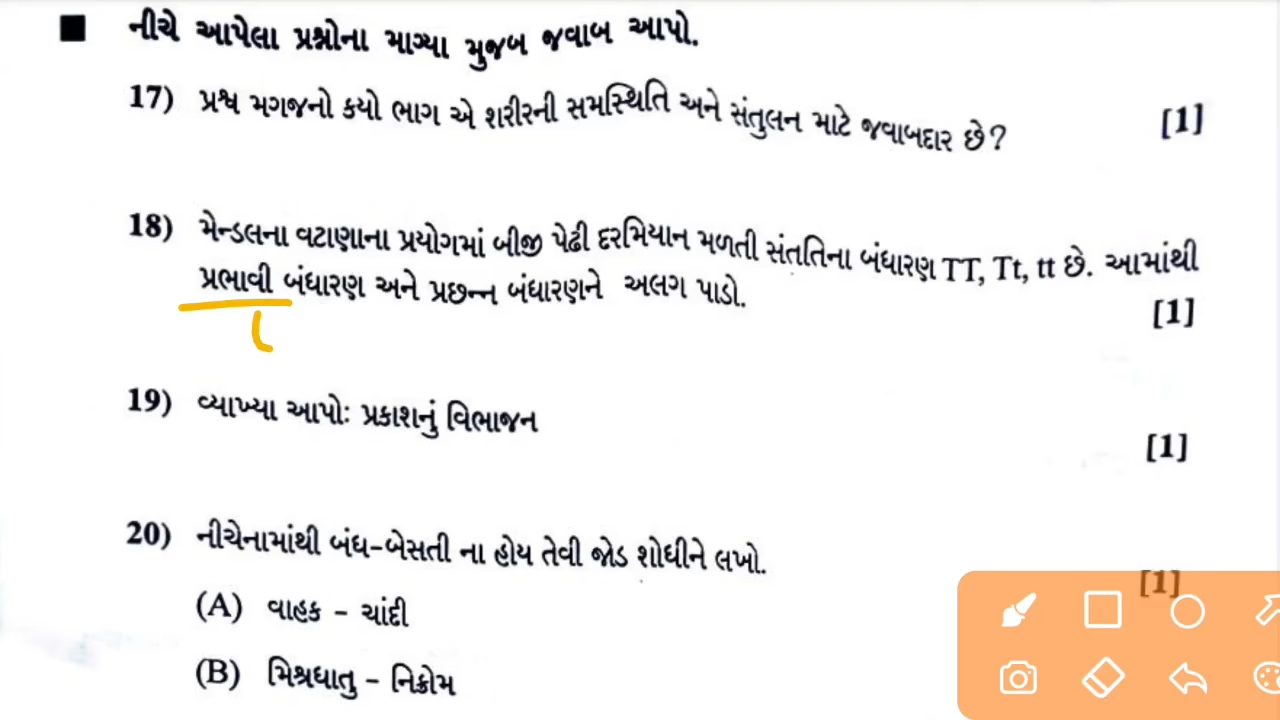 ■ નીચે આપેલા પ્રશ્નોના માગ્યા મુજબ જવાબ આપો.
17) પ્રશ્વ મગજનો કયો ભાગ એ શરીરની સમસ્થિતિ અને સંતુલન માટે જવાબદાર છે? [1]
18) મેન્ડલના વટાણાના પ્રયોગમાં બીજી પેઢી દરમિયાન મળતી સંતતિના બંધારણ TT, Tt, tt છે. આમાંથી
પ્રભાવી બંધારણ અને પ્રછન્ન બંધારણને અલગ પાડો. [1]
19) વ્યાખ્યા આપોઃ પ્રકાશનું વિભાજન [1]
20) નીચેનામાંથી બંધ-બેસતી ના હોય તેવી જોડ શોધીને લખો. [1]
(A) વાહક - ચાંદી
(B) મિશ્રધાતુ - નિક્રોમ